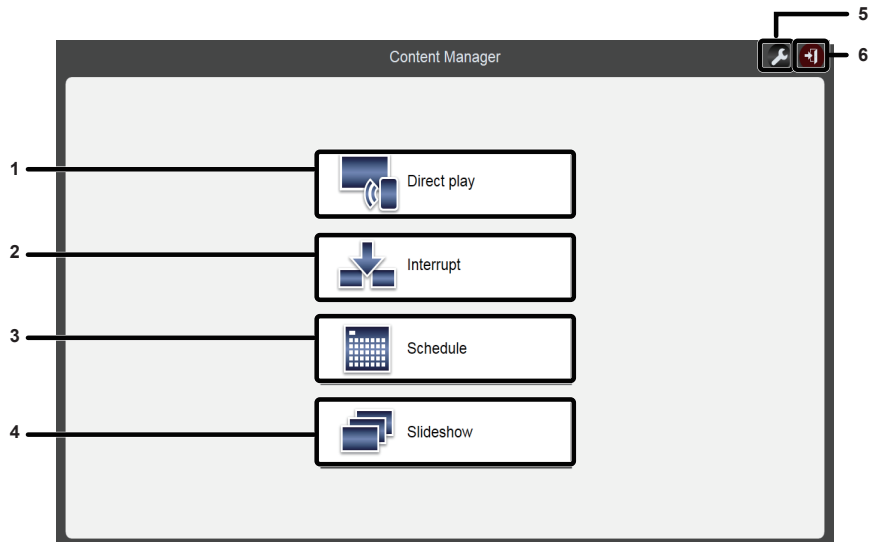 5
Content Manager
6
1
Direct play
2
Interrupt
3
Schedule
4
Slideshow